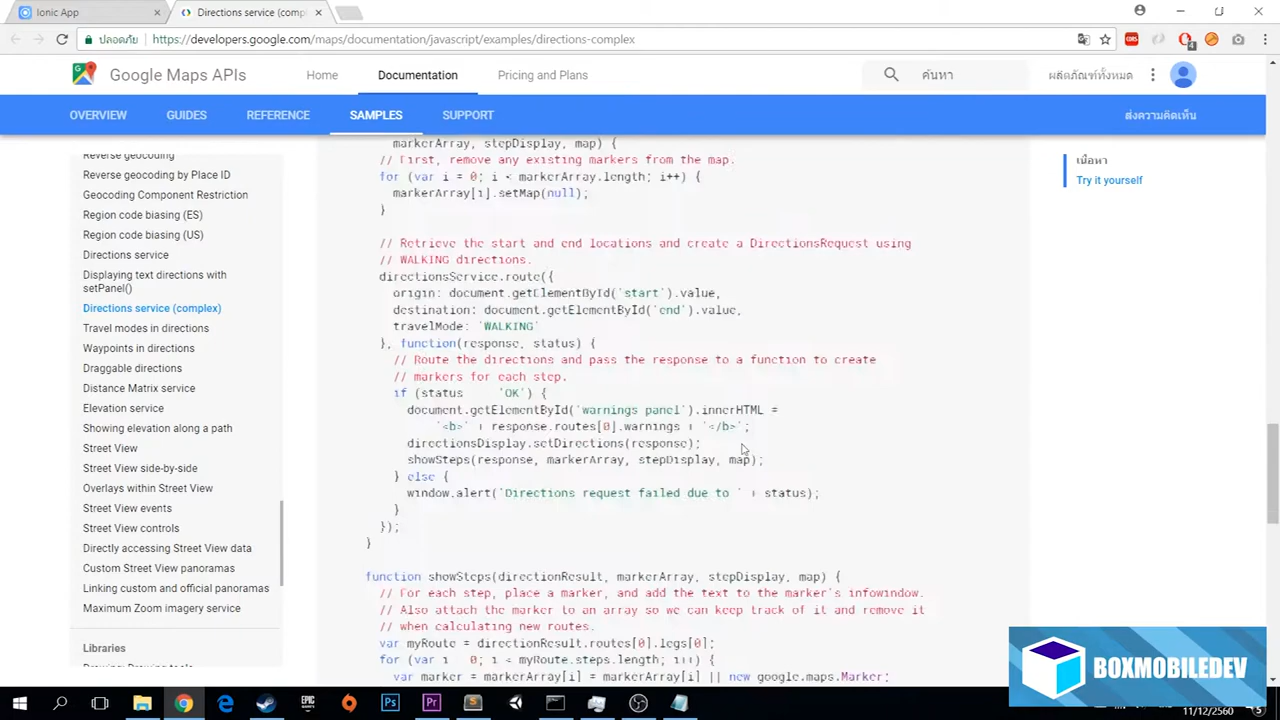 Ionic App
Directions service (comp
ปลอดภัย
https://developers.google.com/maps/documentation/javascript/examples/directions-complex
Google Maps APIs
Home
Documentation
Pricing and Plans
ค้นหา
ผลิตภัณฑ์ทั้งหมด
OVERVIEW
GUIDES
REFERENCE
SAMPLES
SUPPORT
ส่งความคิดเห็น
Reverse geocoding
Reverse geocoding by Place ID
Geocoding Component Restriction
Region code biasing (ES)
Region code biasing (US)
Directions service
Displaying text directions with
setPanel()
Directions service (complex)
Travel modes in directions
Waypoints in directions
Draggable directions
Distance Matrix service
Elevation service
Showing elevation along a path
Street View
Street View side-by-side
Overlays within Street View
Street View events
Street View controls
Directly accessing Street View data
Custom Street View panoramas
Linking custom and official panoramas
Maximum Zoom imagery service
Libraries
markerArray, stepDisplay, map) {
// First, remove any existing markers from the map.
for (var i = 0; i < markerArray.length; i++) {
markerArray[i].setMap(null);
}
// Retrieve the start and end locations and create a DirectionsRequest using
// WALKING directions.
directionsService.route({
origin: document.getElementById('start').value,
destination: document.getElementById('end').value,
travelMode: 'WALKING'
}, function(response, status) {
// Route the directions and pass the response to a function to create
// markers for each step.
if (status 'OK') {
document.getElementById('warnings panel').innerHTML =
'<b>' + response.routes[0].warnings + '</b>';
directionsDisplay.setDirections(response);
showSteps(response, markerArray, stepDisplay, map);
} else {
window.alert('Directions request failed due to ' + status);
}
});
}
function showSteps(directionResult, markerArray, stepDisplay, map) {
// For each step, place a marker, and add the text to the marker's infowindow.
// Also attach the marker to an array so we can keep track of it and remove it
// when calculating new routes.
var myRoute = directionResult.routes[0].legs[0];
for (var i 0; i < myRoute.steps.length; i++) {
var marker = markerArray[i] = markerArray[i] || new google.maps.Marker;
เนื้อหา
Try it yourself
BOXMOBILEDEV
11/12/2560